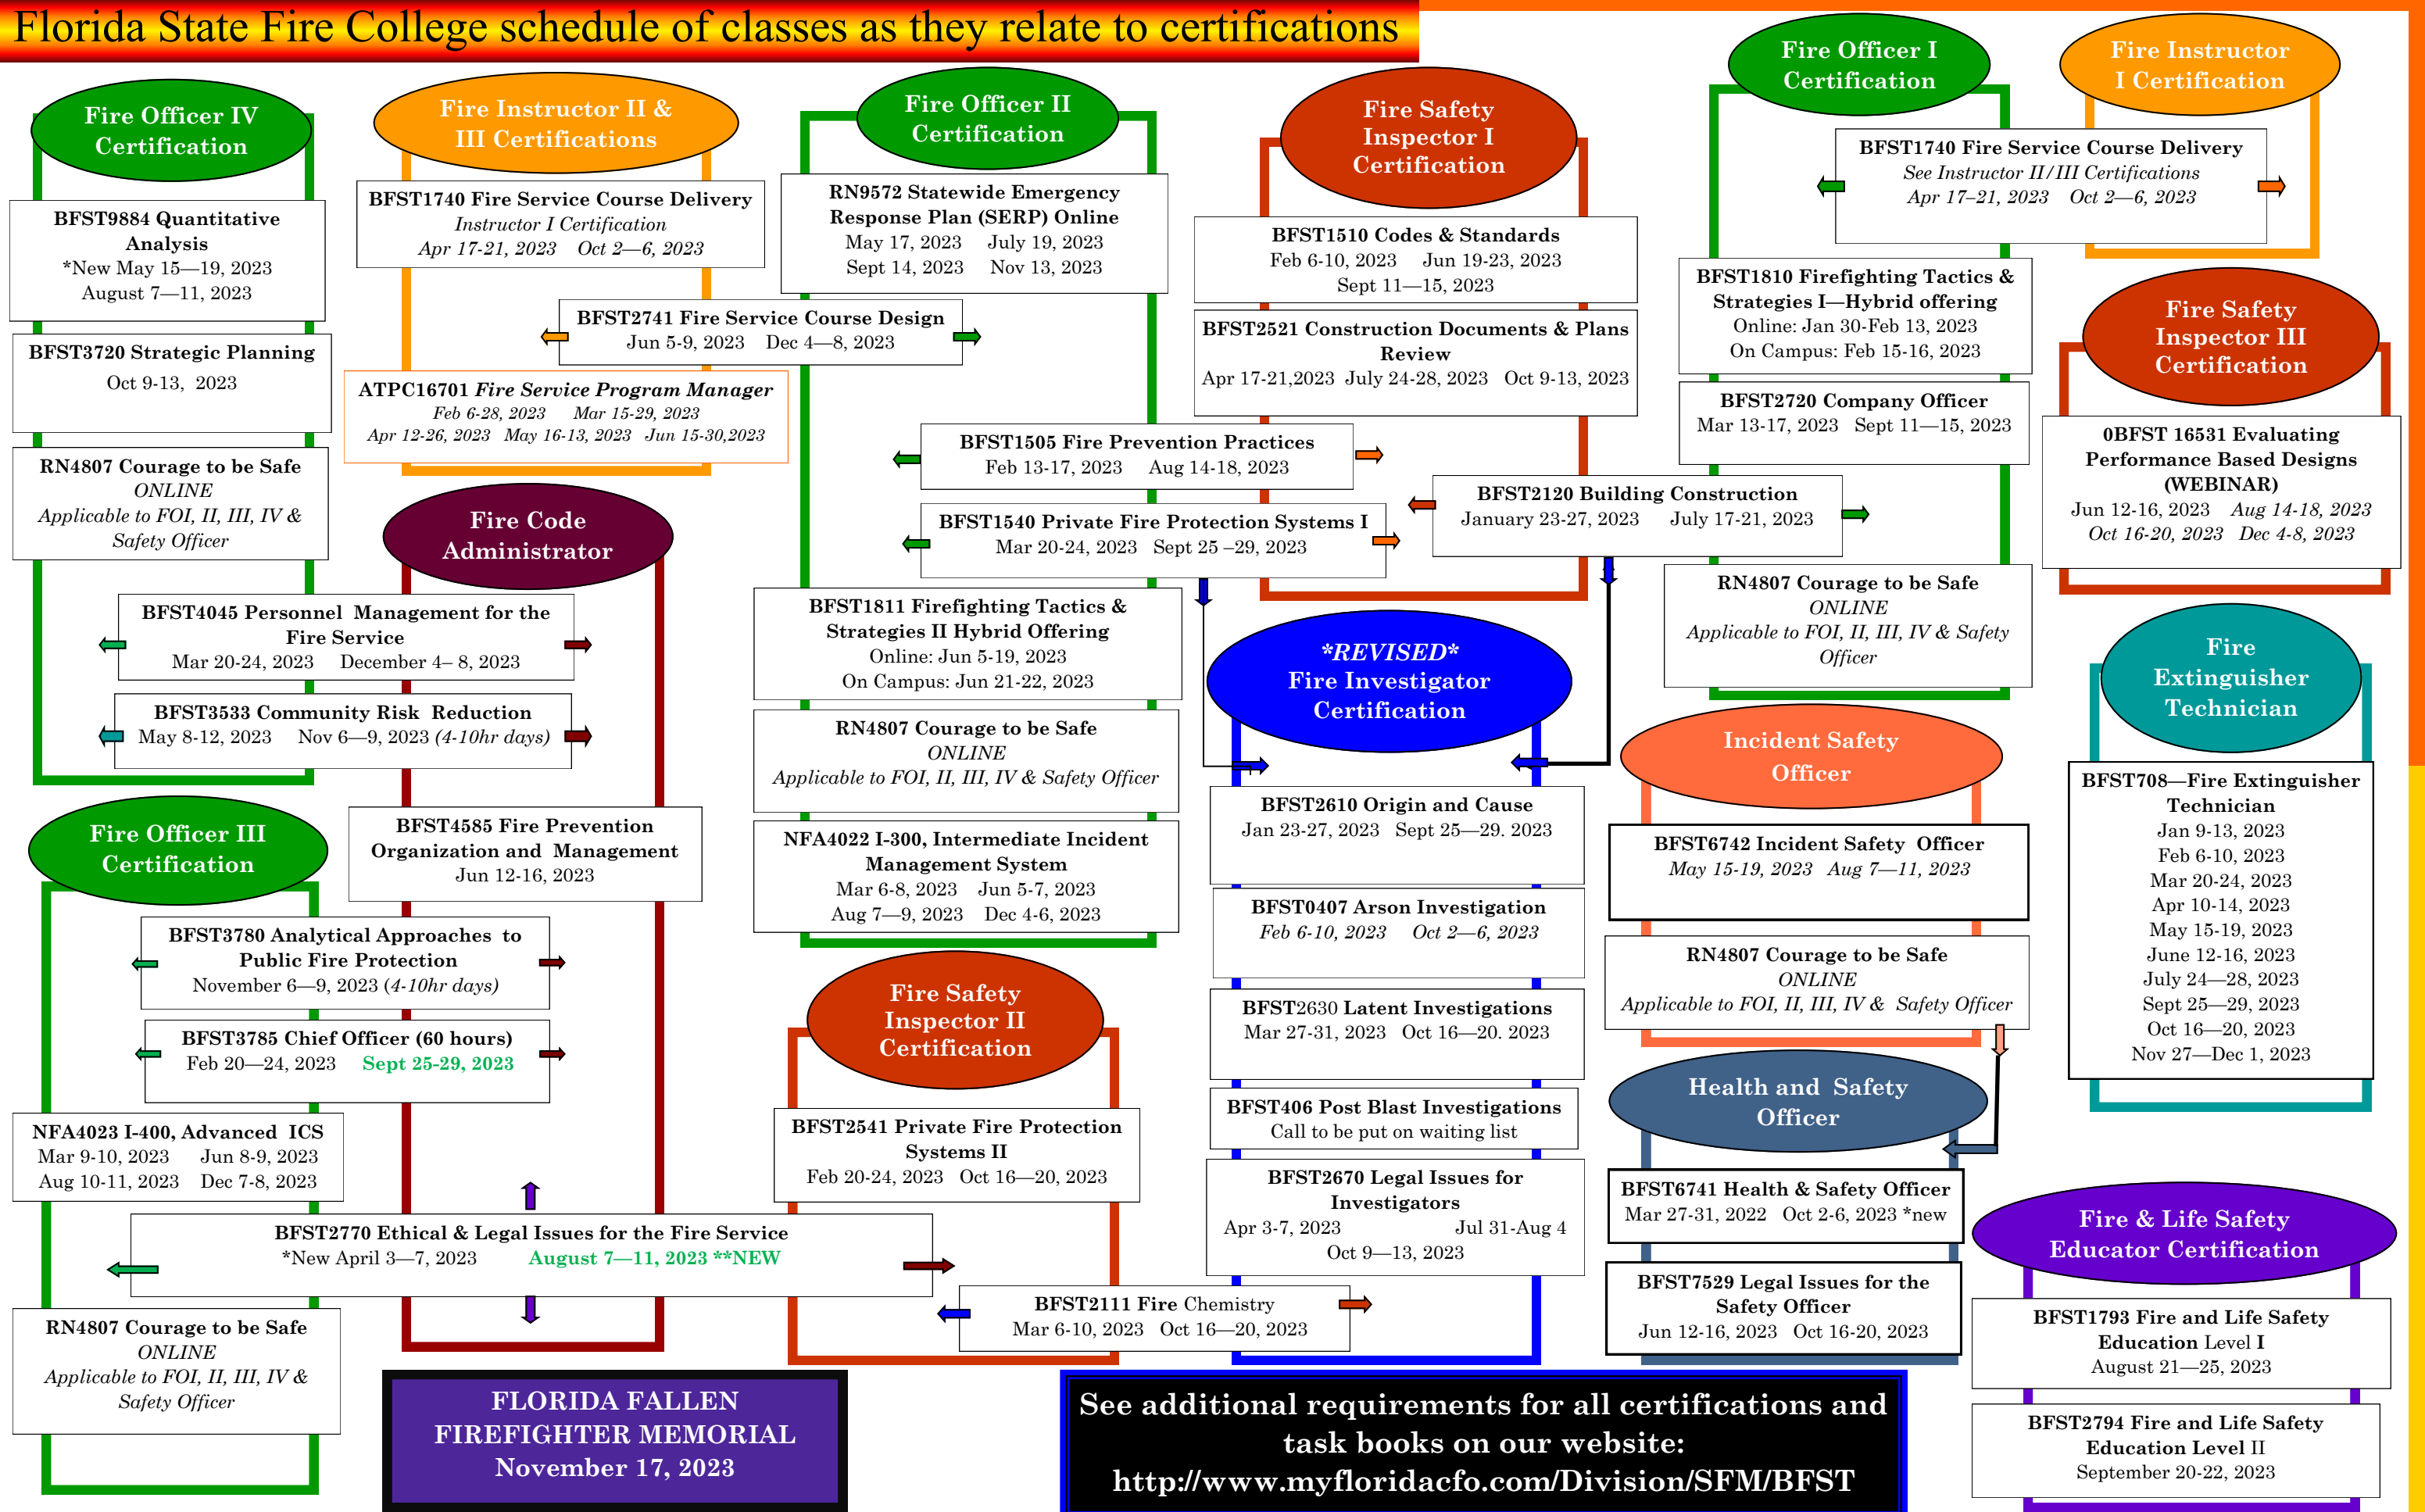 Florida State Fire College schedule of classes as they relate to certifications
Fire Officer IV
Certification
BFST9884 Quantitative
Analysis
*New May 15—19, 2023
August 7—11, 2023
BFST3720 Strategic Planning
Oct 9-13, 2023
RN4807 Courage to be Safe
ONLINE
Applicable to FOI, II, III, IV &
Safety Officer
BFST4045 Personnel Management for the
Fire Service
Mar 20-24, 2023 December 4– 8, 2023
BFST3533 Community Risk Reduction
May 8-12, 2023 Nov 6—9, 2023 (4-10hr days)
Fire Officer III
Certification
BFST3780 Analytical Approaches to
Public Fire Protection
November 6—9, 2023 (4-10hr days)
BFST3785 Chief Officer (60 hours)
Feb 20—24, 2023 Sept 25-29, 2023
NFA4023 I-400, Advanced ICS
Mar 9-10, 2023 Jun 8-9, 2023
Aug 10-11, 2023 Dec 7-8, 2023
BFST2770 Ethical & Legal Issues for the Fire Service
*New April 3—7, 2023 August 7—11, 2023 **NEW
RN4807 Courage to be Safe
ONLINE
Applicable to FOI, II, III, IV &
Safety Officer
Fire Instructor II &
III Certifications
BFST1740 Fire Service Course Delivery
Instructor I Certification
Apr 17-21, 2023 Oct 2—6, 2023
BFST2741 Fire Service Course Design
Jun 5-9, 2023 Dec 4—8, 2023
ATPC16701 Fire Service Program Manager
Feb 6-28, 2023 Mar 15-29, 2023
Apr 12-26, 2023 May 16-13, 2023 Jun 15-30,2023
Fire Code
Administrator
BFST4585 Fire Prevention
Organization and Management
Jun 12-16, 2023
FLORIDA FALLEN
FIREFIGHTER MEMORIAL
November 17, 2023
Fire Officer II
Certification
RN9572 Statewide Emergency
Response Plan (SERP) Online
May 17, 2023 July 19, 2023
Sept 14, 2023 Nov 13, 2023
BFST1505 Fire Prevention Practices
Feb 13-17, 2023 Aug 14-18, 2023
BFST1540 Private Fire Protection Systems I
Mar 20-24, 2023 Sept 25 –29, 2023
BFST1811 Firefighting Tactics &
Strategies II Hybrid Offering
Online: Jun 5-19, 2023
On Campus: Jun 21-22, 2023
RN4807 Courage to be Safe
ONLINE
Applicable to FOI, II, III, IV & Safety Officer
NFA4022 I-300, Intermediate Incident
Management System
Mar 6-8, 2023 Jun 5-7, 2023
Aug 7—9, 2023 Dec 4-6, 2023
Fire Safety
Inspector II
Certification
BFST2541 Private Fire Protection
Systems II
Feb 20-24, 2023 Oct 16—20, 2023
BFST2111 Fire Chemistry
Mar 6-10, 2023 Oct 16—20, 2023
Fire Safety
Inspector I
Certification
BFST1510 Codes & Standards
Feb 6-10, 2023 Jun 19-23, 2023
Sept 11—15, 2023
BFST2521 Construction Documents & Plans
Review
Apr 17-21,2023 July 24-28, 2023 Oct 9-13, 2023
BFST2120 Building Construction
January 23-27, 2023 July 17-21, 2023
*REVISED*
Fire Investigator
Certification
BFST2610 Origin and Cause
Jan 23-27, 2023 Sept 25—29. 2023
BFST0407 Arson Investigation
Feb 6-10, 2023 Oct 2—6, 2023
BFST2630 Latent Investigations
Mar 27-31, 2023 Oct 16—20. 2023
BFST406 Post Blast Investigations
Call to be put on waiting list
BFST2670 Legal Issues for
Investigators
Apr 3-7, 2023 Jul 31-Aug 4
Oct 9—13, 2023
See additional requirements for all certifications and
task books on our website:
http://www.myfloridacfo.com/Division/SFM/BFST
Fire Officer I
Certification
Fire Instructor
I Certification
BFST1740 Fire Service Course Delivery
See Instructor II/III Certifications
Apr 17–21, 2023 Oct 2—6, 2023
BFST1810 Firefighting Tactics &
Strategies I—Hybrid offering
Online: Jan 30-Feb 13, 2023
On Campus: Feb 15-16, 2023
BFST2720 Company Officer
Mar 13-17, 2023 Sept 11—15, 2023
RN4807 Courage to be Safe
ONLINE
Applicable to FOI, II, III, IV & Safety
Officer
Incident Safety
Officer
BFST6742 Incident Safety Officer
May 15-19, 2023 Aug 7—11, 2023
RN4807 Courage to be Safe
ONLINE
Applicable to FOI, II, III, IV & Safety Officer
Health and Safety
Officer
BFST6741 Health & Safety Officer
Mar 27-31, 2022 Oct 2-6, 2023 *new
BFST7529 Legal Issues for the
Safety Officer
Jun 12-16, 2023 Oct 16-20, 2023
Fire Safety
Inspector III
Certification
0BFST 16531 Evaluating
Performance Based Designs
(WEBINAR)
Jun 12-16, 2023 Aug 14-18, 2023
Oct 16-20, 2023 Dec 4-8, 2023
Fire
Extinguisher
Technician
BFST708—Fire Extinguisher
Technician
Jan 9-13, 2023
Feb 6-10, 2023
Mar 20-24, 2023
Apr 10-14, 2023
May 15-19, 2023
June 12-16, 2023
July 24—28, 2023
Sept 25—29, 2023
Oct 16—20, 2023
Nov 27—Dec 1, 2023
Fire & Life Safety
Educator Certification
BFST1793 Fire and Life Safety
Education Level I
August 21—25, 2023
BFST2794 Fire and Life Safety
Education Level II
September 20-22, 2023